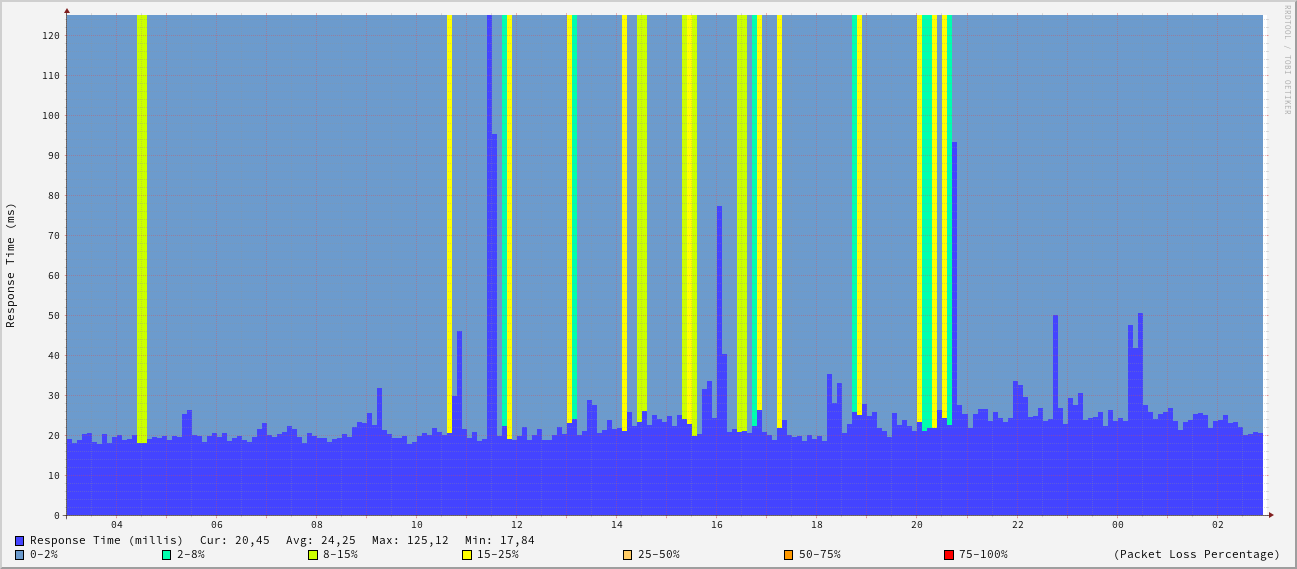 RRDTOOL / TOBI OETIKER
Response Time (ms)
120
110
100
90
80
70
60
50
40
30
20
10
0
04 06 08 10 12 14 16 18 20 22 00 02
Response Time (millis) Cur: 20,45 Avg: 24,25 Max: 125,12 Min: 17,84
0-2% 2-8% 8-15% 15-25% 25-50% 50-75% 75-100% (Packet Loss Percentage)